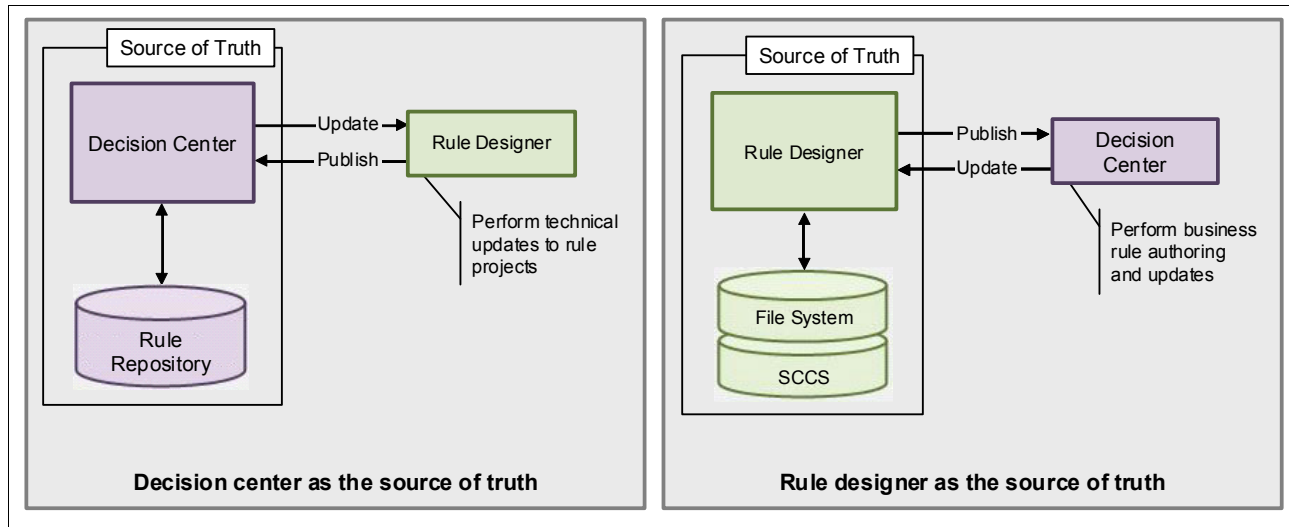 Source of Truth
Decision Center
Update
Publish
Rule Designer
Perform technical
updates to rule
projects
Rule
Repository
Decision center as the source of truth
Source of Truth
Rule Designer
Publish
Update
Decision
Center
Perform business
rule authoring
and updates
File System
SCCS
Rule designer as the source of truth